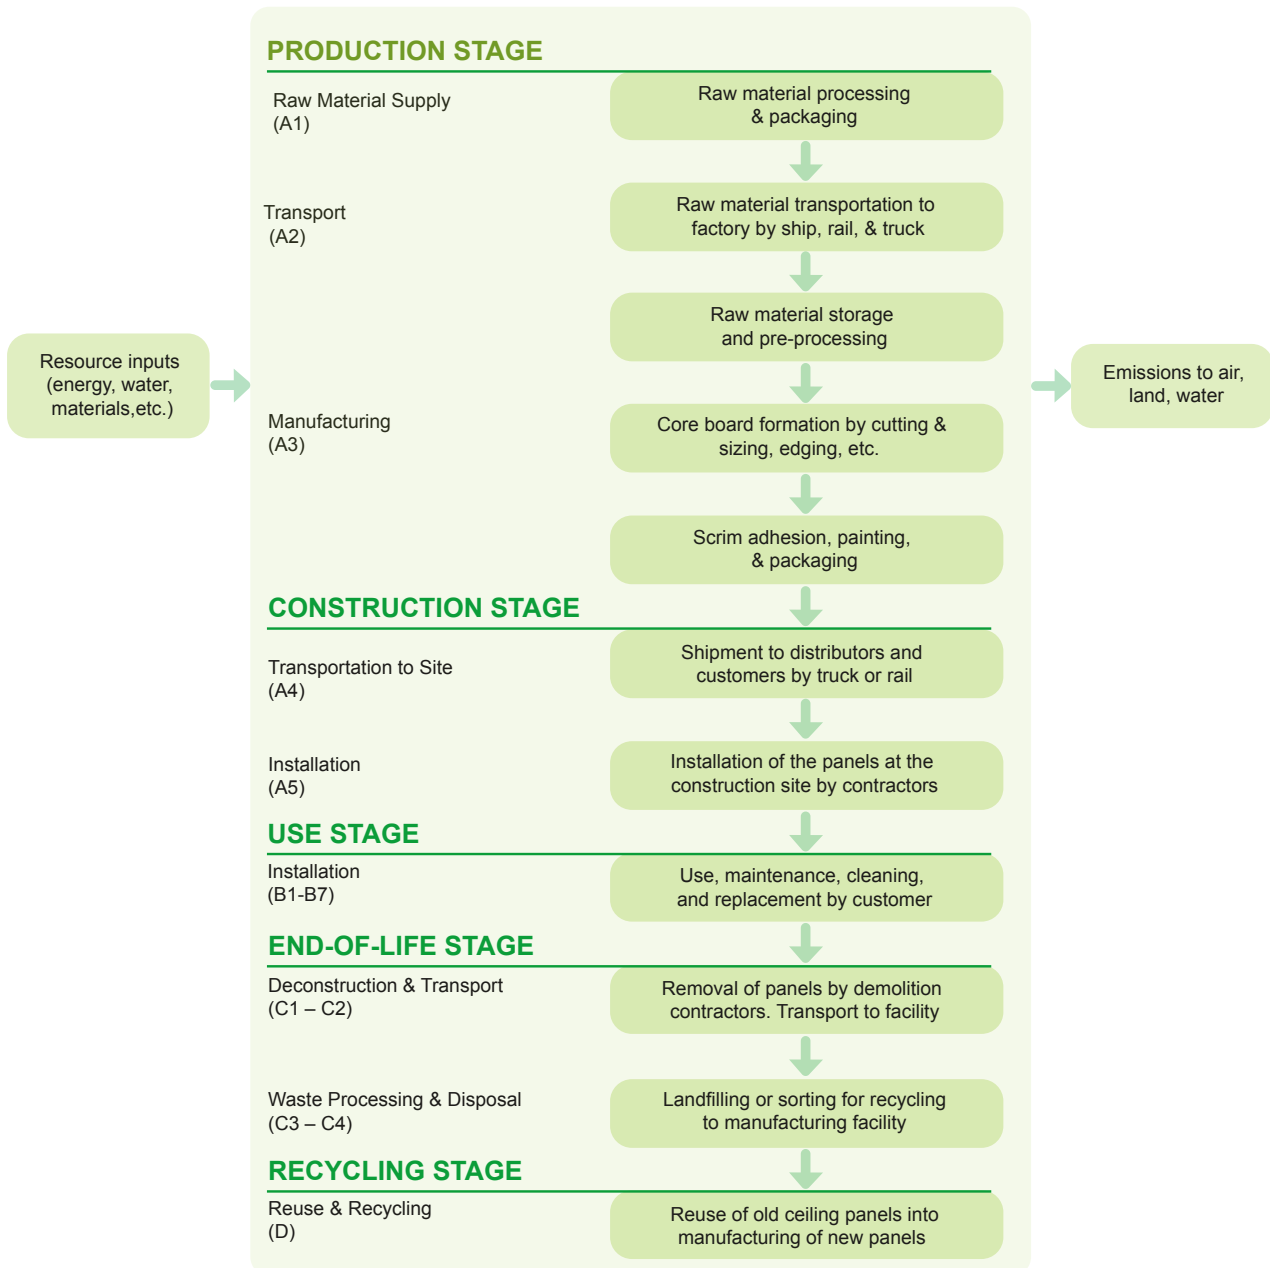 PRODUCTION STAGE
Raw Material Supply
(A1)
Raw material processing
& packaging
Transport
(A2)
Raw material transportation to
factory by ship, rail, & truck
Raw material storage
and pre-processing
Resource inputs
(energy, water,
materials,etc.)
Emissions to air,
land, water
Manufacturing
(A3)
Core board formation by cutting &
sizing, edging, etc.
Scrim adhesion, painting,
& packaging
CONSTRUCTION STAGE
Transportation to Site
(A4)
Shipment to distributors and
customers by truck or rail
Installation
(A5)
Installation of the panels at the
construction site by contractors
USE STAGE
Installation
(B1-B7)
Use, maintenance, cleaning,
and replacement by customer
END-OF-LIFE STAGE
Deconstruction & Transport
(C1 – C2)
Removal of panels by demolition
contractors. Transport to facility
Waste Processing & Disposal
(C3 – C4)
Landfilling or sorting for recycling
to manufacturing facility
RECYCLING STAGE
Reuse & Recycling
(D)
Reuse of old ceiling panels into
manufacturing of new panels